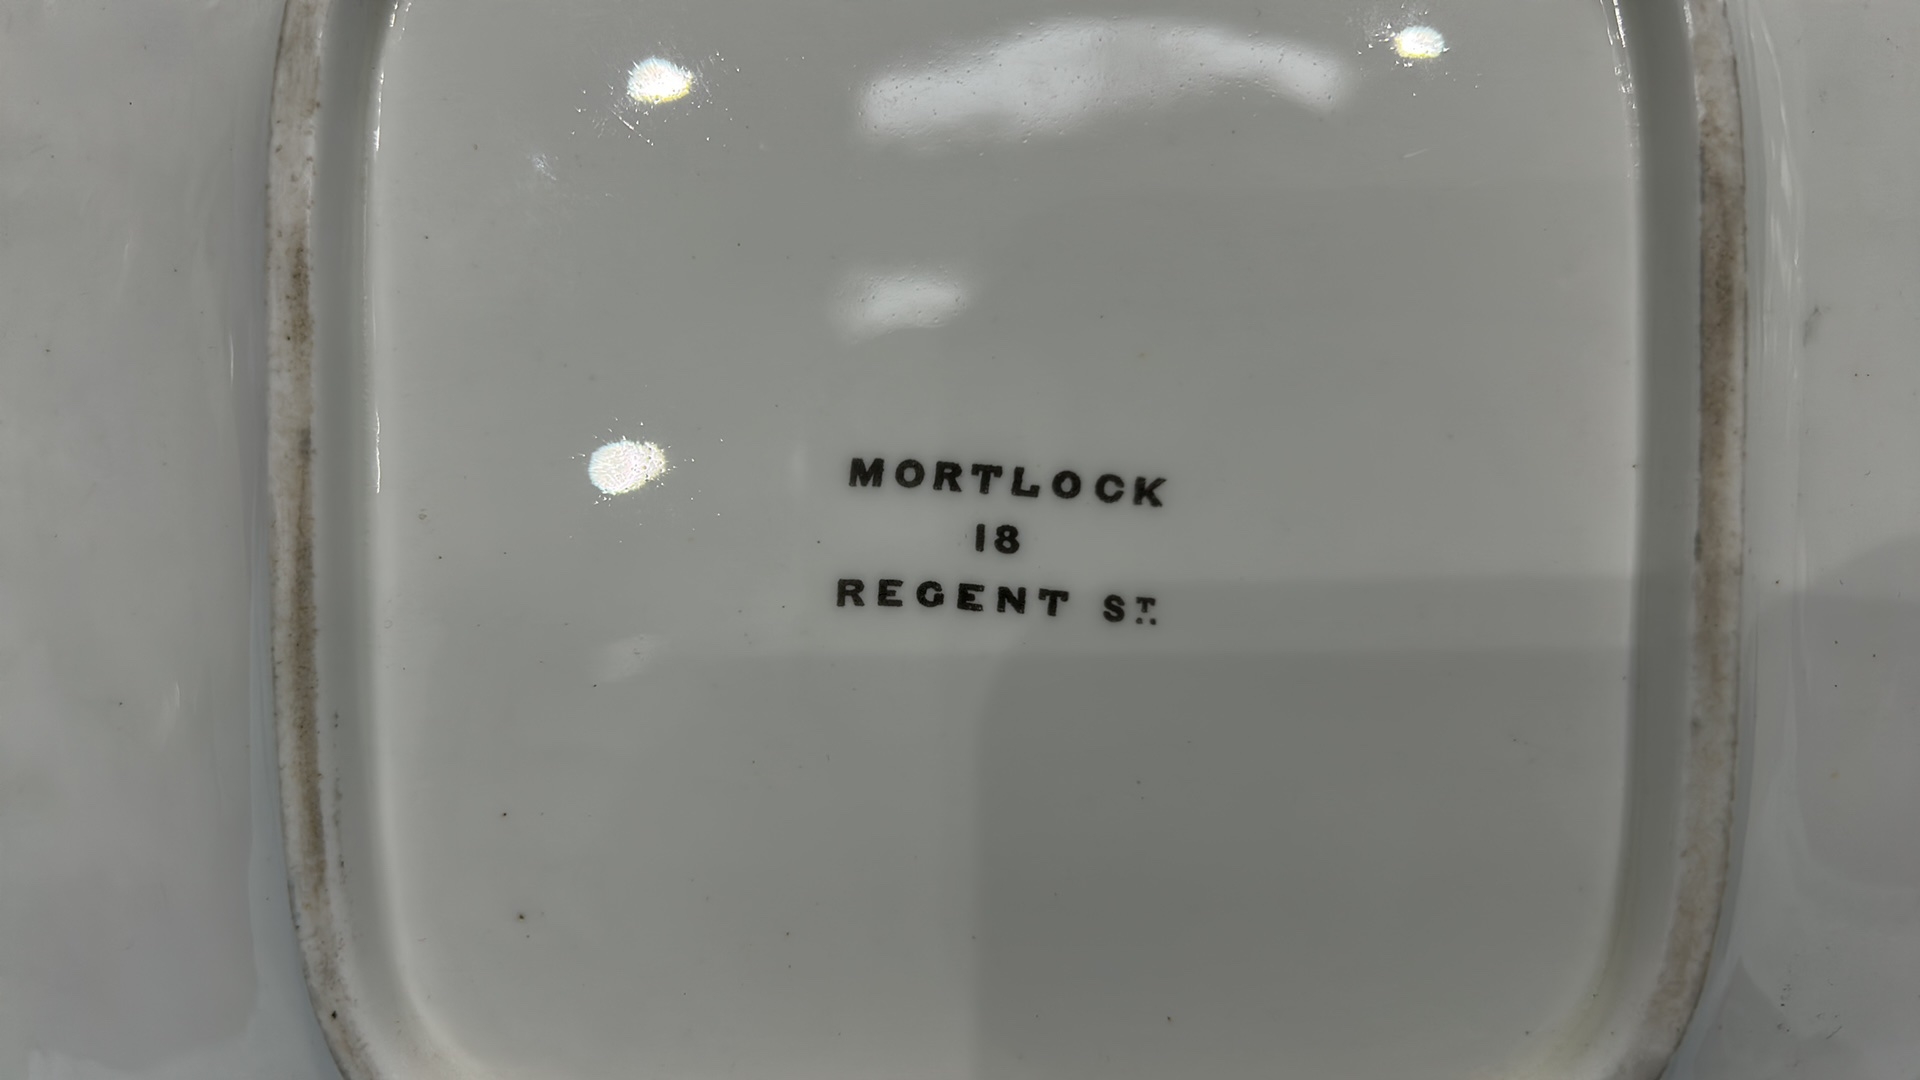 MORTLOCK
18
REGENT ST.